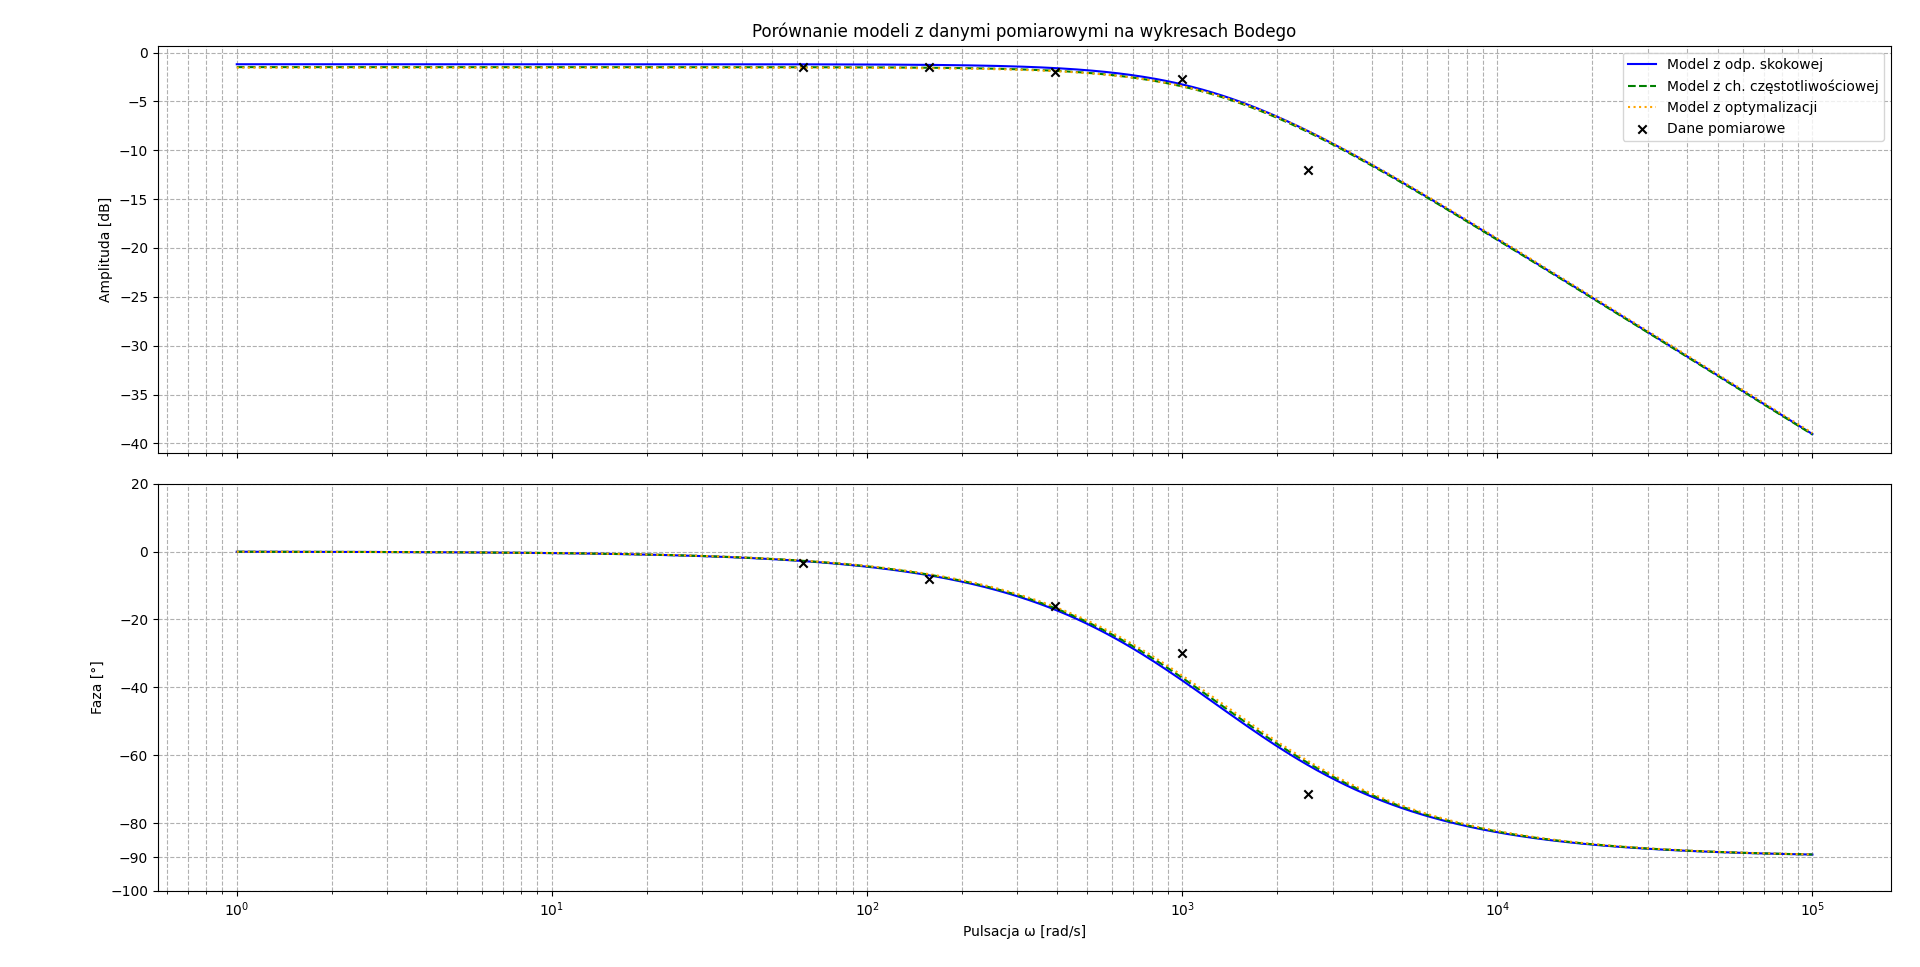 Porównanie modeli z danymi pomiarowymi na wykresach Bodego
Model z odp. skokowej
Model z ch. częstotliwościowej
Model z optymalizacji
Dane pomiarowe
Amplituda [dB]
0
−5
−10
−15
−20
−25
−30
−35
−40
Faza [°]
20
0
−20
−40
−60
−80
−90
−100
10⁰ 10¹ 10² 10³ 10⁴ 10⁵
Pulsacja ω [rad/s]